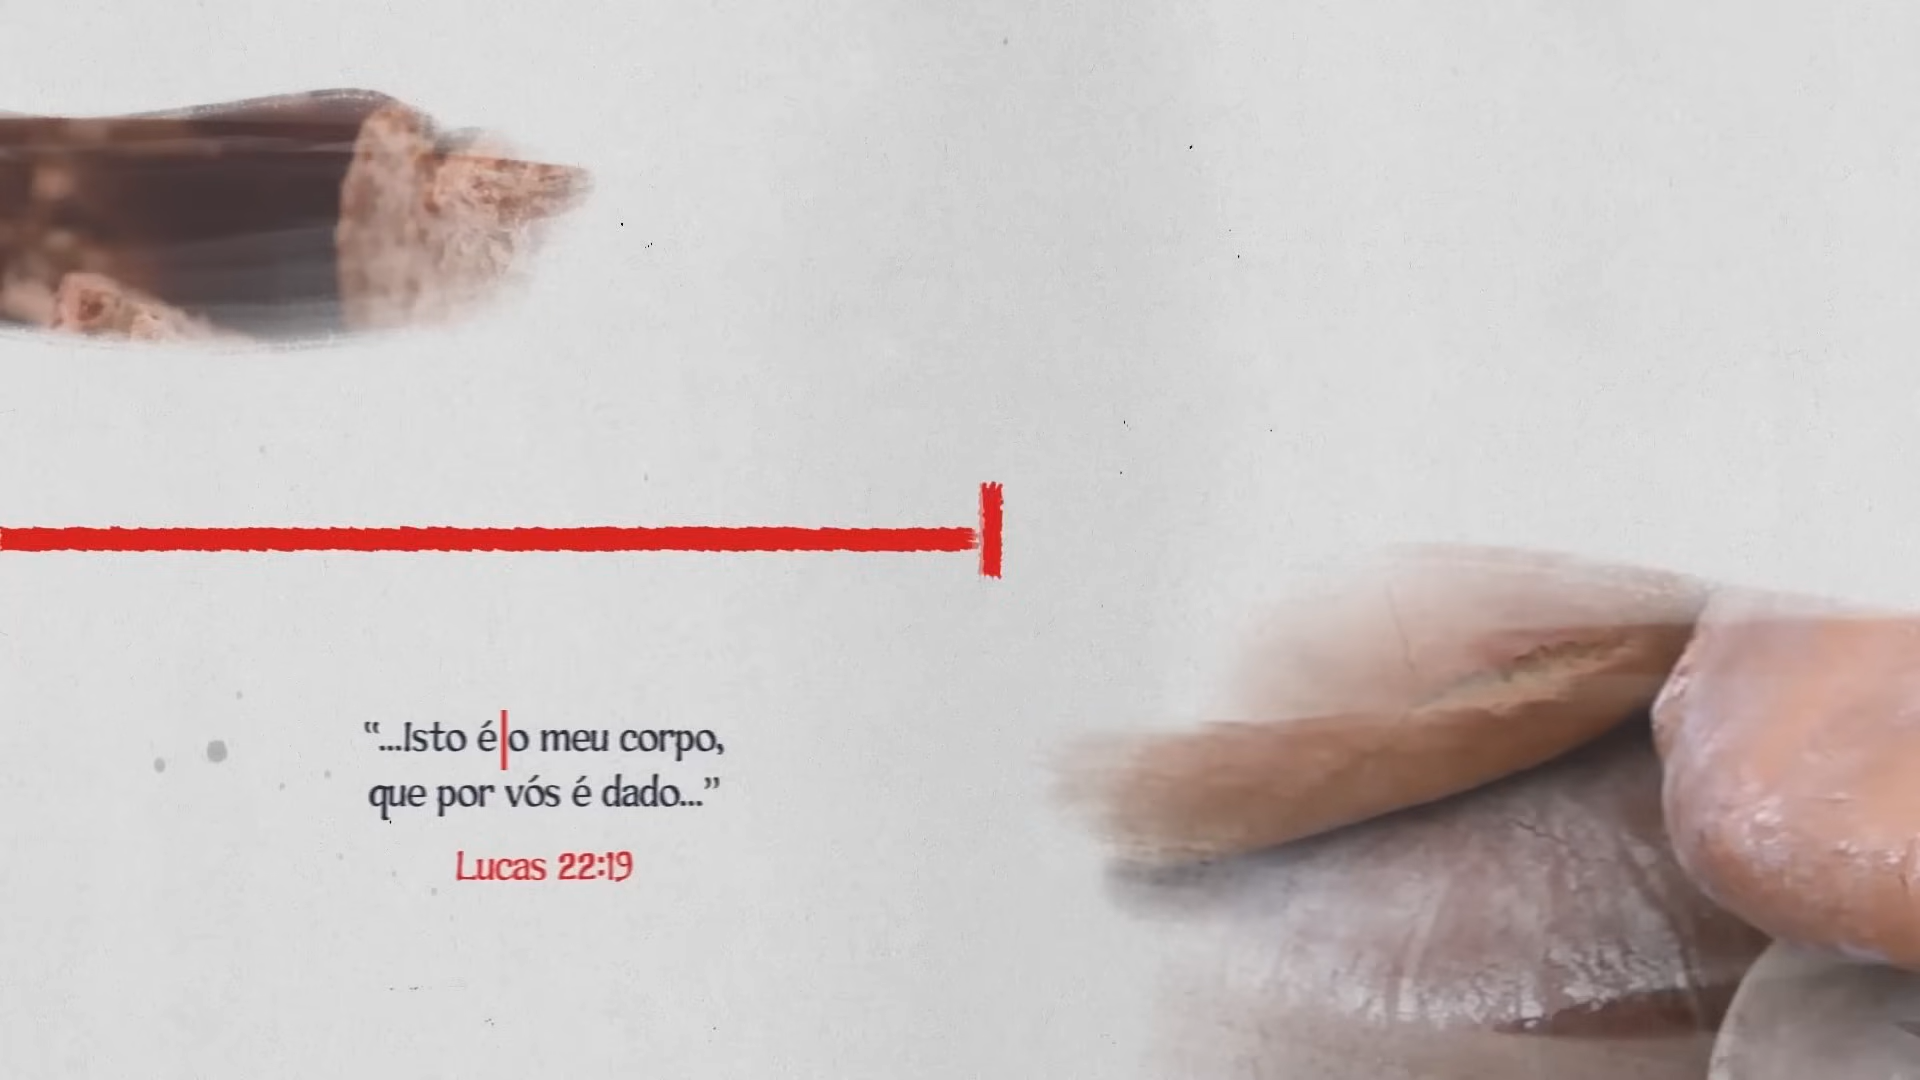 “...Isto é o meu corpo,
que por vós é dado...”
Lucas 22:19